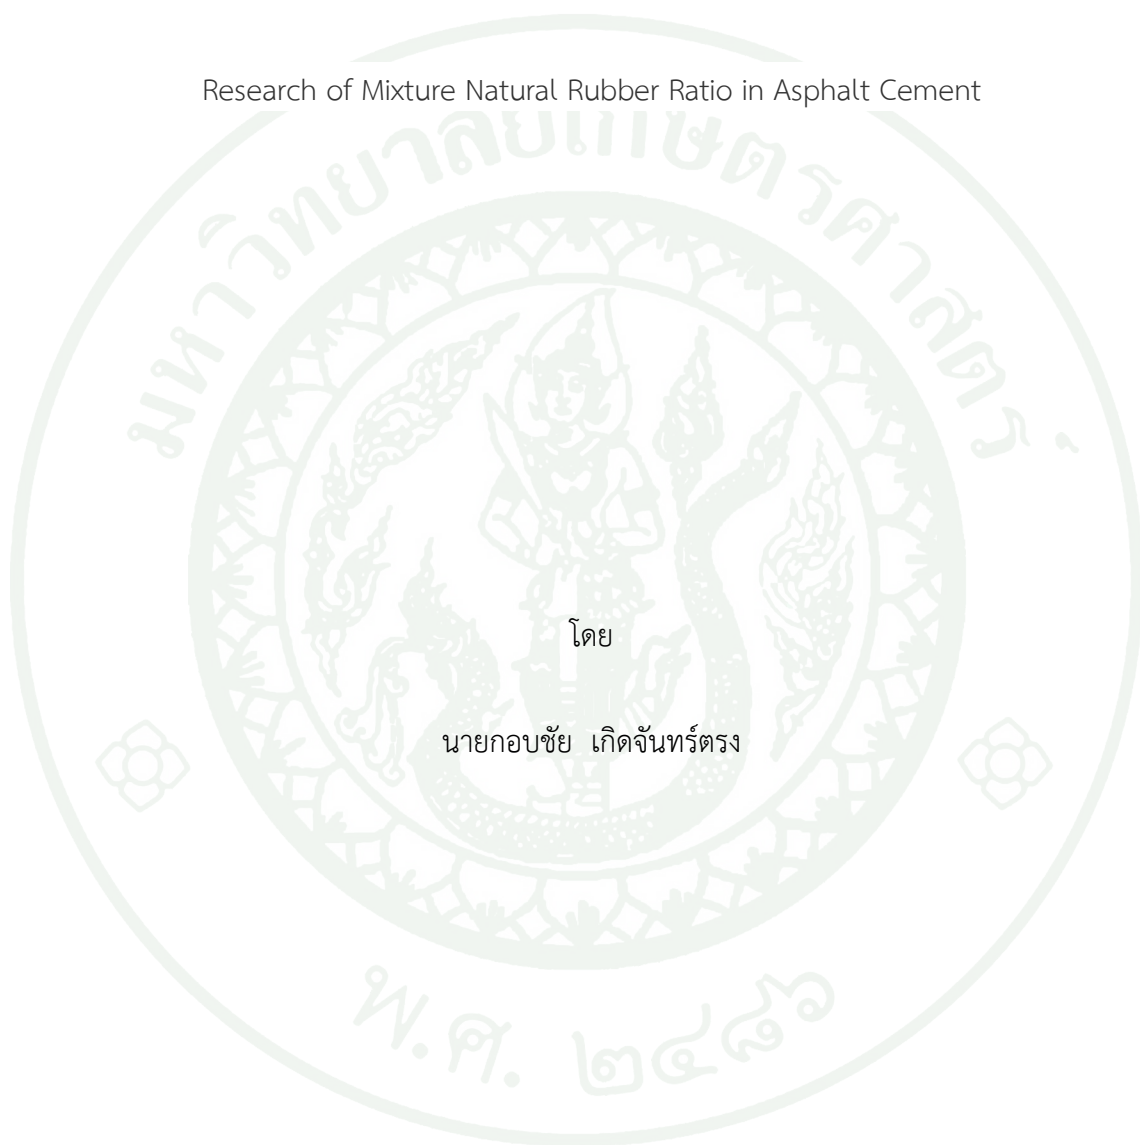 Research of Mixture Natural Rubber Ratio in Asphalt Cement
มหาวิทยาลัยเกษตรศาสตร์
โดย
นายกอบชัย เกิดจันทร์ตรง
พ.ศ. ๒๔๘๖